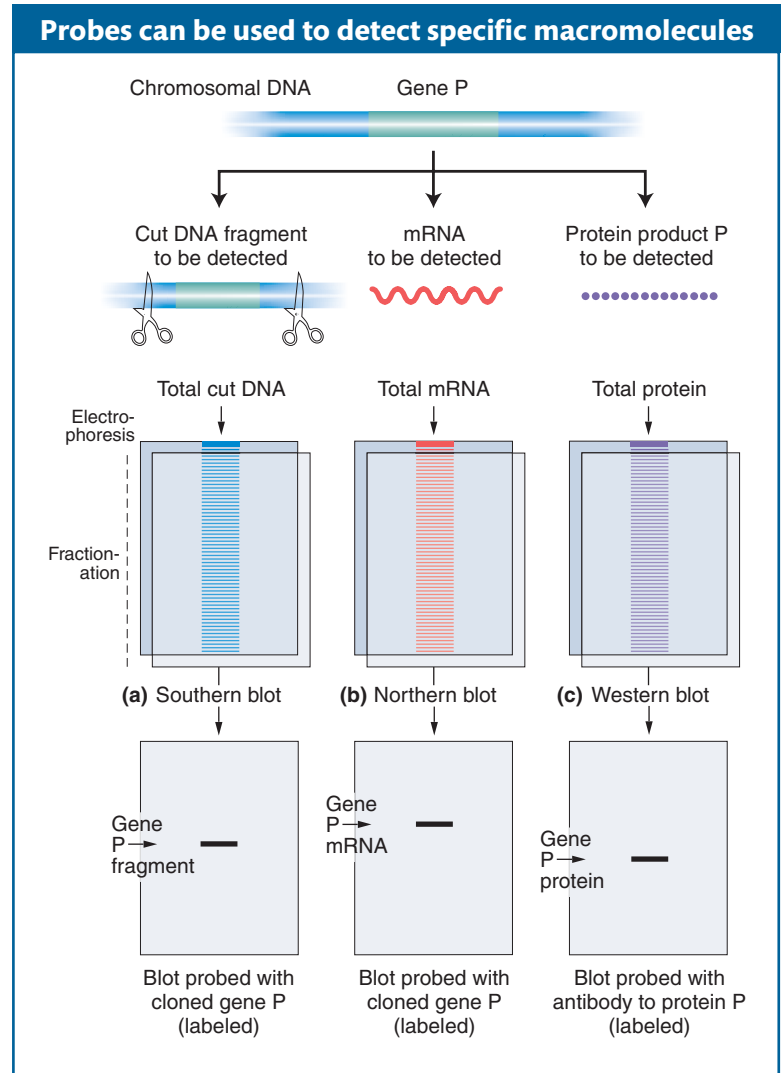 Probes can be used to detect specific macromolecules
Chromosomal DNA
Gene P
Cut DNA fragment
to be detected
mRNA
to be detected
Protein product P
to be detected
Total cut DNA
Total mRNA
Total protein
Electro-
phoresis
Fraction-
ation
(a) Southern blot
(b) Northern blot
(c) Western blot
Gene
P
fragment
Gene
P
mRNA
Gene
P
protein
Blot probed with
cloned gene P
(labeled)
Blot probed with
cloned gene P
(labeled)
Blot probed with
antibody to protein P
(labeled)